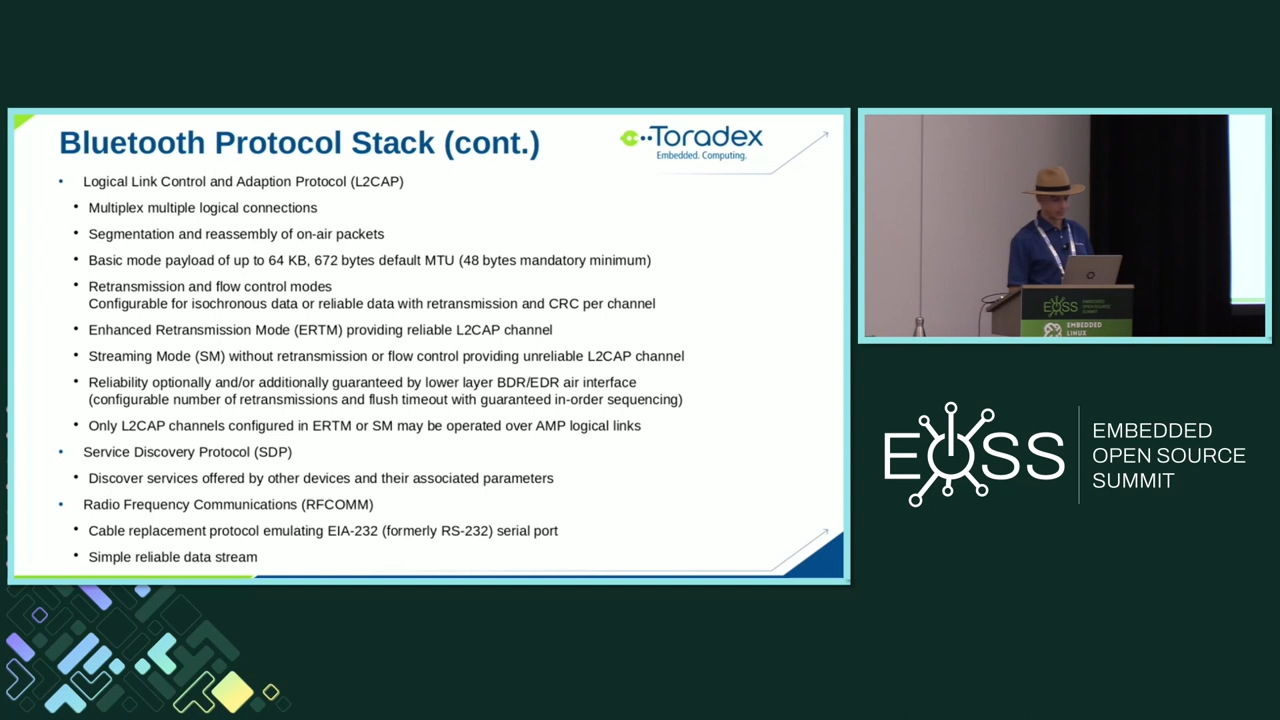 Bluetooth Protocol Stack (cont.)
Toradex
Embedded. Computing.
• Logical Link Control and Adaption Protocol (L2CAP)
• Multiplex multiple logical connections
• Segmentation and reassembly of on-air packets
• Basic mode payload of up to 64 KB, 672 bytes default MTU (48 bytes mandatory minimum)
• Retransmission and flow control modes
Configurable for isochronous data or reliable data with retransmission and CRC per channel
• Enhanced Retransmission Mode (ERTM) providing reliable L2CAP channel
• Streaming Mode (SM) without retransmission or flow control providing unreliable L2CAP channel
• Reliability optionally and/or additionally guaranteed by lower layer BDR/EDR air interface
(configurable number of retransmissions and flush timeout with guaranteed in-order sequencing)
• Only L2CAP channels configured in ERTM or SM may be operated over AMP logical links
• Service Discovery Protocol (SDP)
• Discover services offered by other devices and their associated parameters
• Radio Frequency Communications (RFCOMM)
• Cable replacement protocol emulating EIA-232 (formerly RS-232) serial port
• Simple reliable data stream
EOSS
EMBEDDED
OPEN SOURCE
SUMMIT
EMBEDDED
LINUX
EOSS
EMBEDDED
OPEN SOURCE
SUMMIT